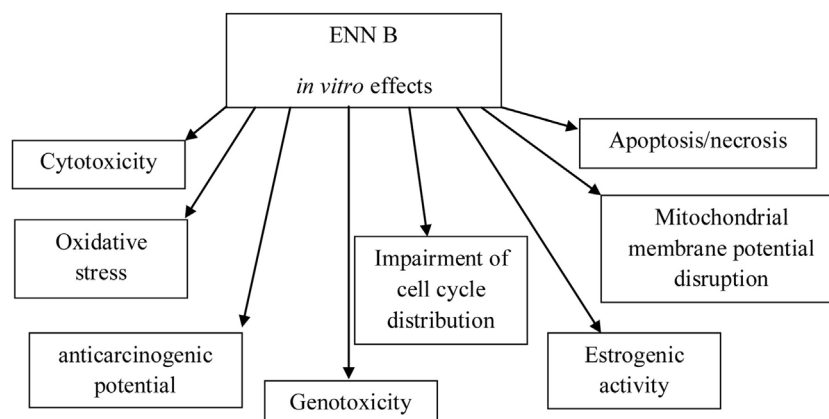 ENN B
in vitro effects
Cytotoxicity
Apoptosis/necrosis
Oxidative
stress
Mitochondrial
membrane potential
disruption
Impairment of
cell cycle
distribution
anticarcinogenic
potential
Genotoxicity
Estrogenic
activity